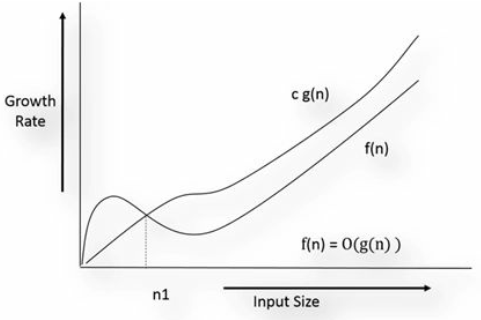 Growth
Rate
c g(n)
f(n)
f(n) = O(g(n) )
n1
Input Size